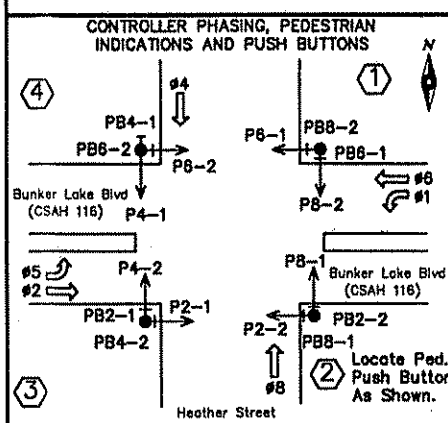 CONTROLLER PHASING, PEDESTRIAN
INDICATIONS AND PUSH BUTTONS
N
4
ø4
1
PB4-1
PB6-2
P6-2
P4-1
P6-1
PB8-2
PB6-1
P8-2
ø6
ø1
Bunker Lake Blvd
(CSAH 116)
ø5
ø2
P4-2
P8-1
Bunker Lake Blvd
(CSAH 116)
PB2-1
P2-1
PB4-2
P2-2
PB2-2
PB8-1
ø8
3
2
Locate Ped.
Push Button
As Shown.
Heather Street